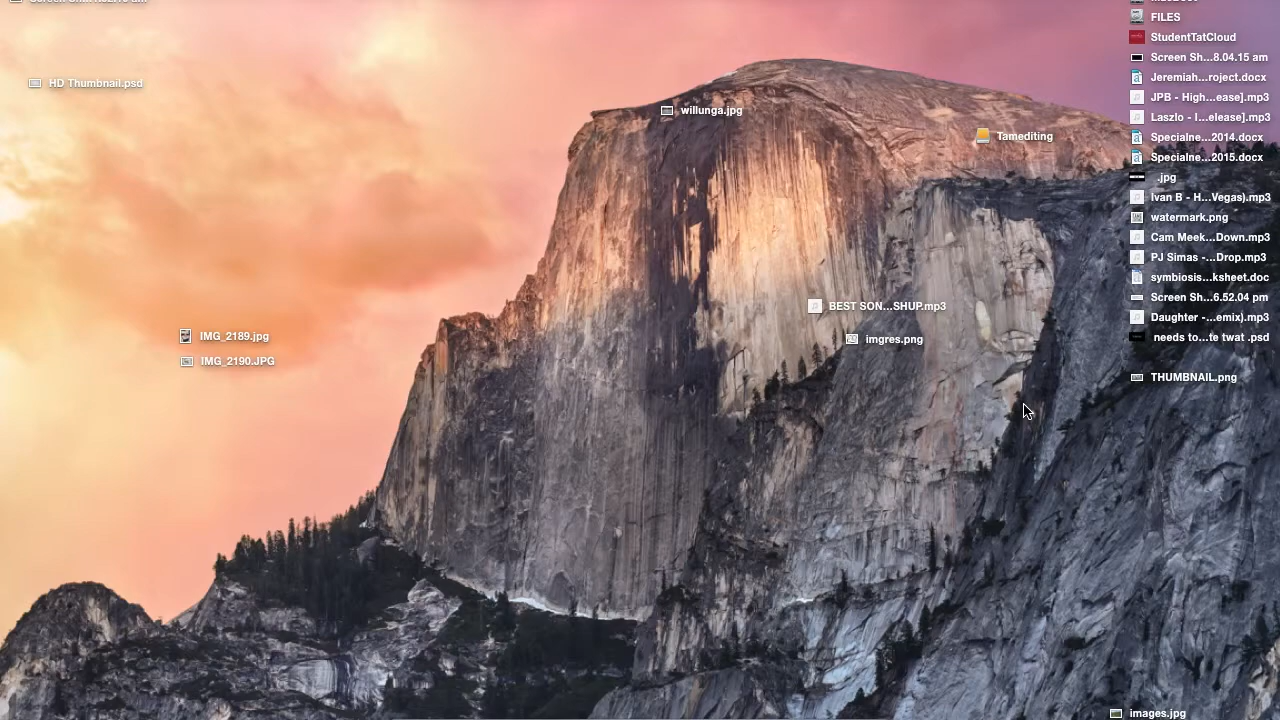 HD Thumbnail.psd
willunga.jpg
Tamediting
BEST SON...SHUP.mp3
imgres.png
IMG_2189.jpg
IMG_2190.JPG
FILES
StudentTatCloud
Screen Sh....8.04.15 am
Jeremiah...roject.docx
JPB - High...ease].mp3
Laszlo - I...elease].mp3
Specialne...2014.docx
Specialne...2015.docx
.jpg
Ivan B - H...Vegas).mp3
watermark.png
Cam Meek...Down.mp3
PJ Simas -...Drop.mp3
symbiosis...ksheet.doc
Screen Sh...6.52.04 pm
Daughter -...emix).mp3
needs to...te twat .psd
THUMBNAIL.png
images.jpg